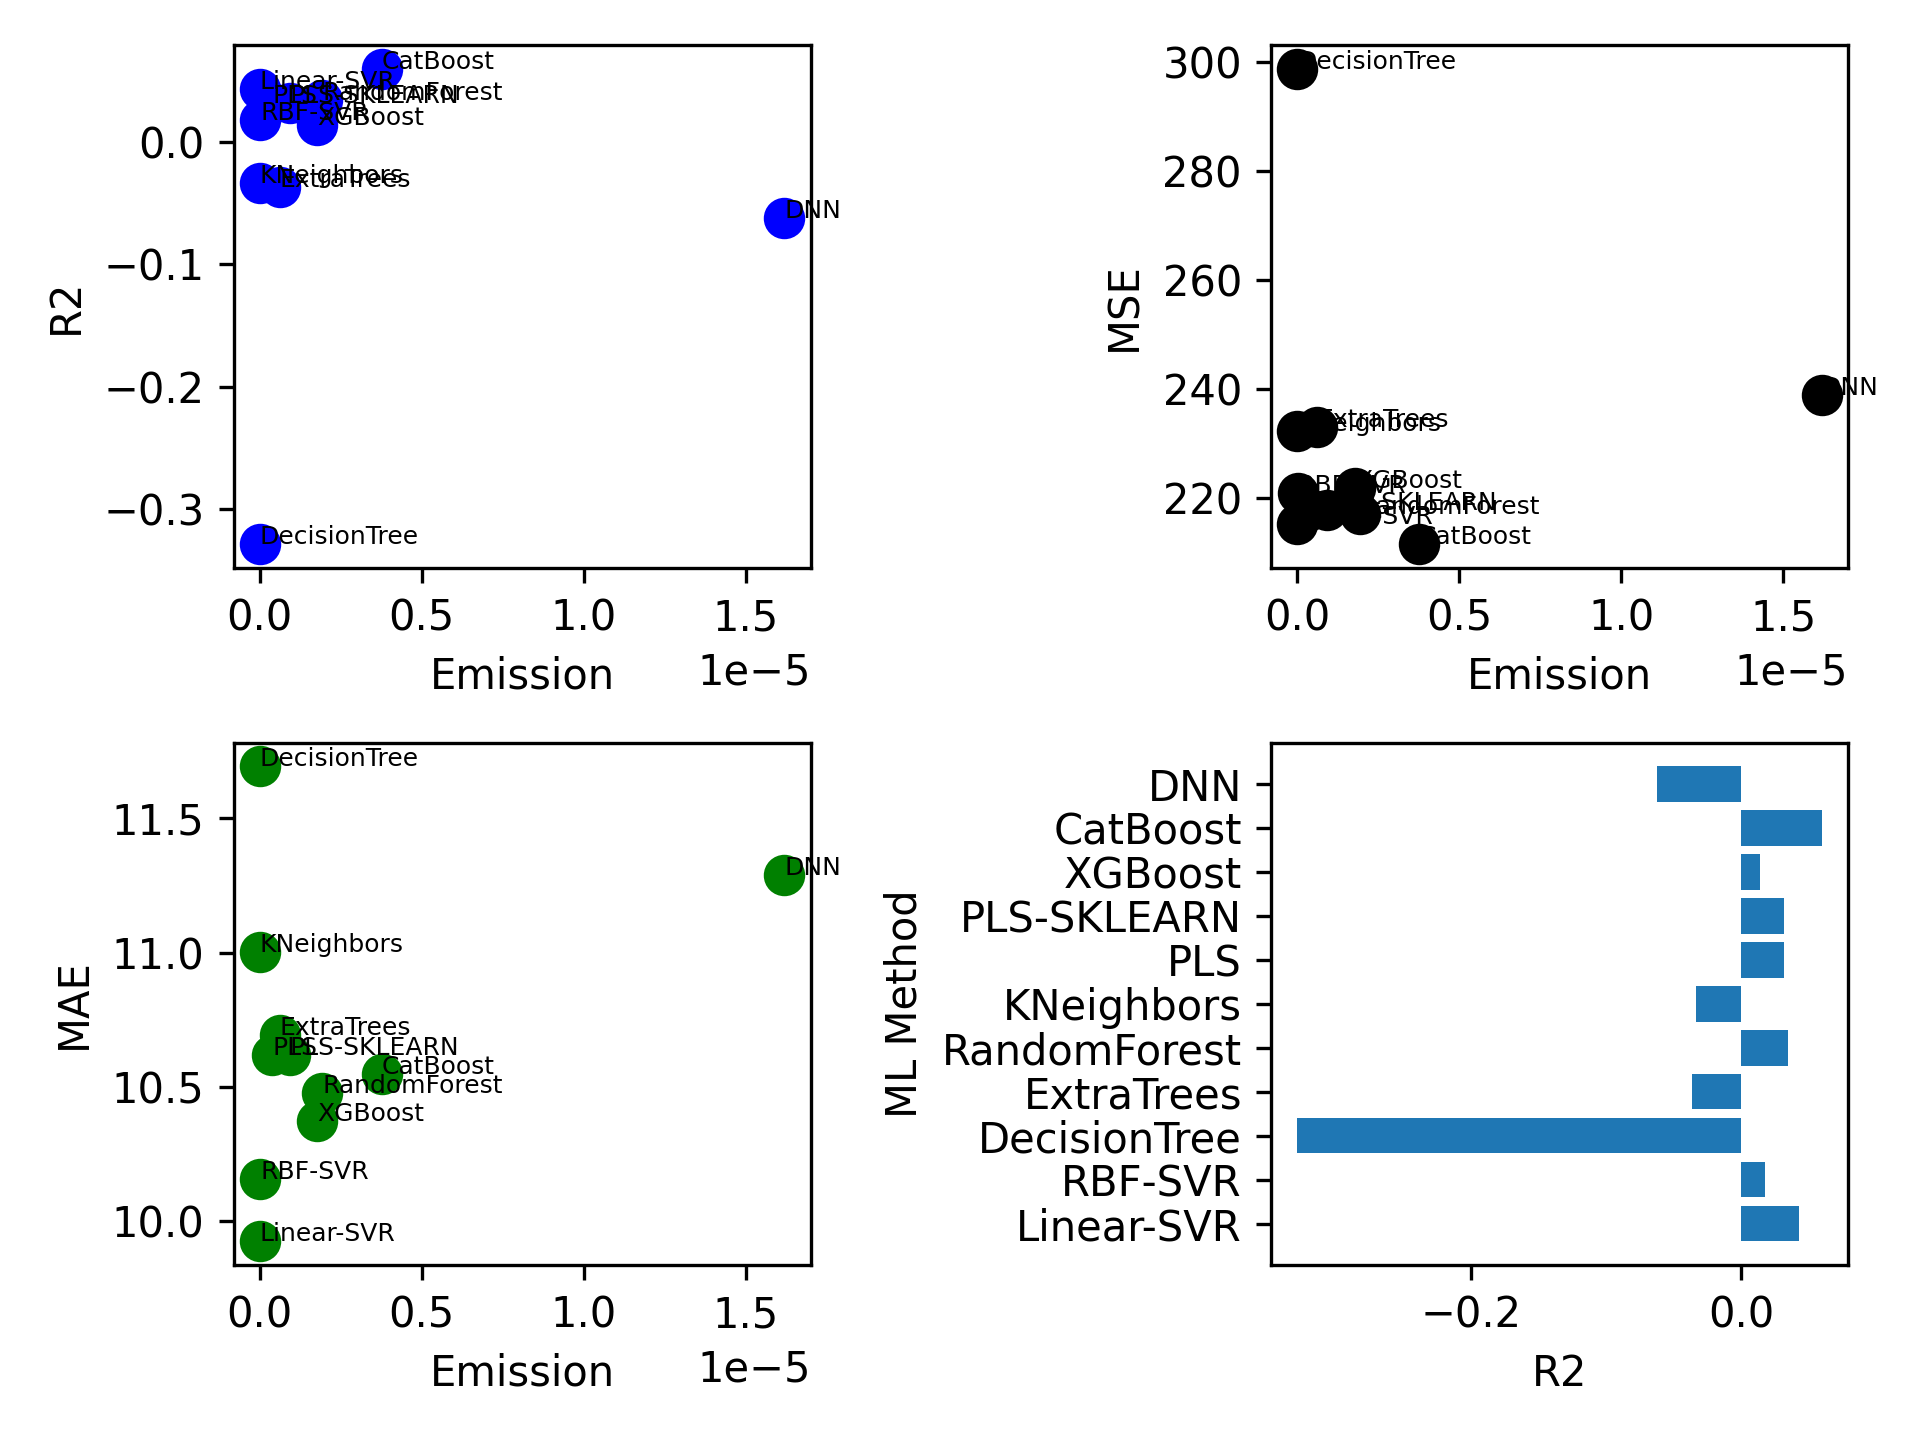 R2
0.0
−0.1
−0.2
−0.3
CatBoost
Linear-SVR
RandomForest
PLS-SKLEARN
PLS
RBF-SVR
XGBoost
KNeighbors
ExtraTrees
DNN
DecisionTree
0.0 0.5 1.0 1.5
Emission 1e−5
MSE
300
280
260
240
220
DecisionTree
DNN
ExtraTrees
KNeighbors
XGBoost
RBF-SVR
SKLEARN
RandomForest
SVR
CatBoost
0.0 0.5 1.0 1.5
Emission 1e−5
MAE
11.5
11.0
10.5
10.0
DecisionTree
DNN
KNeighbors
ExtraTrees
PLS
PLS-SKLEARN
CatBoost
RandomForest
XGBoost
RBF-SVR
Linear-SVR
0.0 0.5 1.0 1.5
Emission 1e−5
ML Method
DNN
CatBoost
XGBoost
PLS-SKLEARN
PLS
KNeighbors
RandomForest
ExtraTrees
DecisionTree
RBF-SVR
Linear-SVR
−0.2 0.0
R2